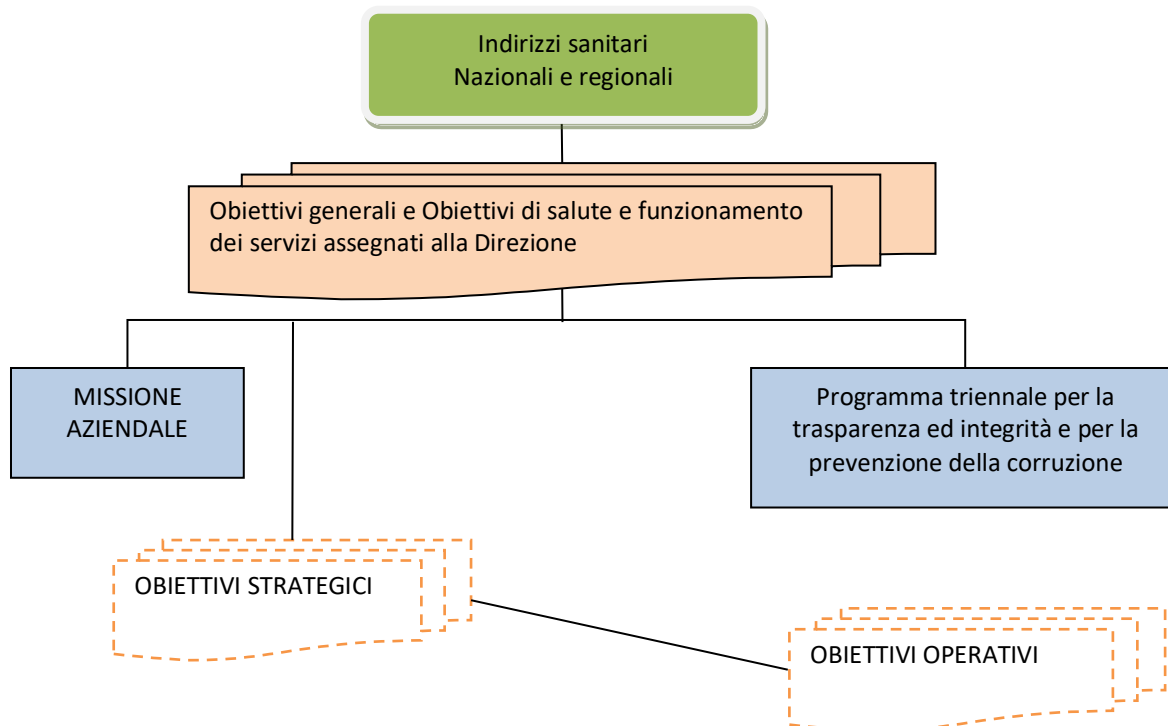 Indirizzi sanitari
Nazionali e regionali
Obiettivi generali e Obiettivi di salute e funzionamento
dei servizi assegnati alla Direzione
MISSIONE
AZIENDALE
Programma triennale per la
trasparenza ed integrità e per la
prevenzione della corruzione
OBIETTIVI STRATEGICI
OBIETTIVI OPERATIVI